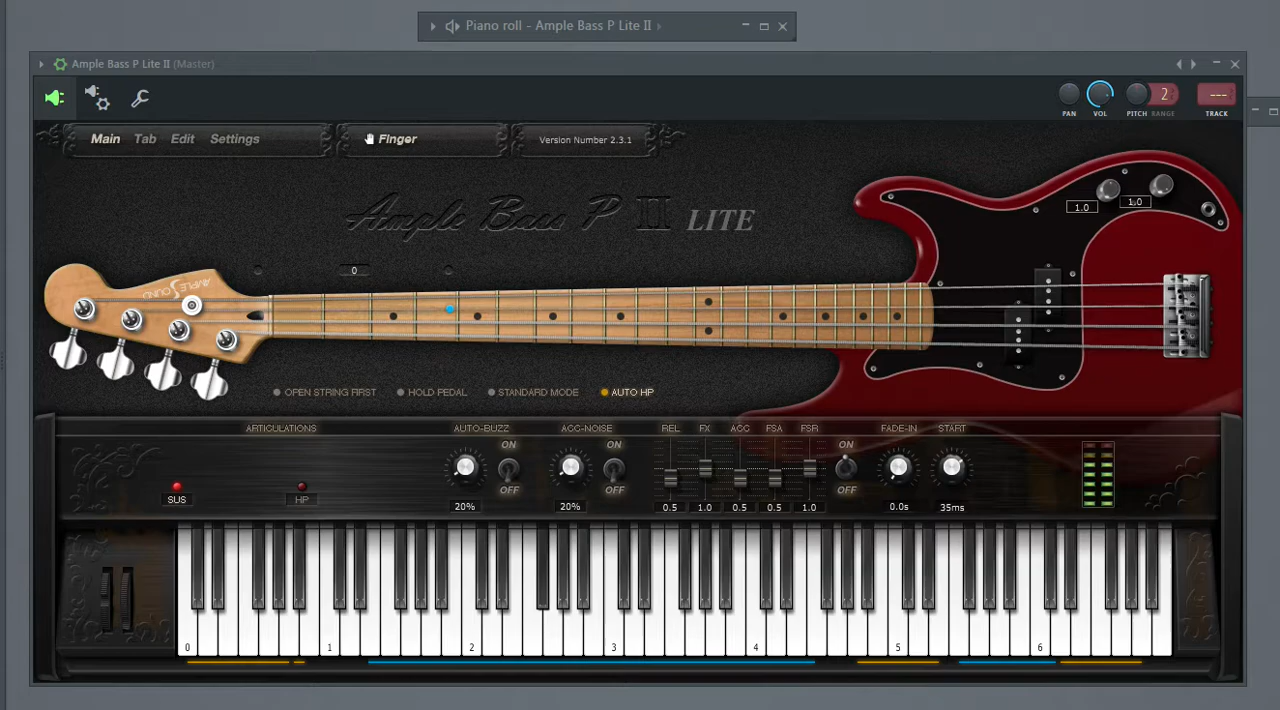 Piano roll - Ample Bass P Lite II
Ample Bass P Lite II (Master)
2
---
PAN VOL PITCH RANGE TRACK
Main Tab Edit Settings
Finger
Version Number 2.3.1
1.0 1.0
Ample Bass P II LITE
0
AMPLE SOUND
OPEN STRING FIRST HOLD PEDAL STANDARD MODE AUTO HP
ARTICULATIONS AUTO-BUZZ ACC-NOISE REL FX ACC FSA FSR FADE-IN START
ON ON ON
OFF OFF OFF
SUS HP
20% 20% 0.5 1.0 0.5 0.5 1.0 0.0s 35ms
0 1 2 3 4 5 6